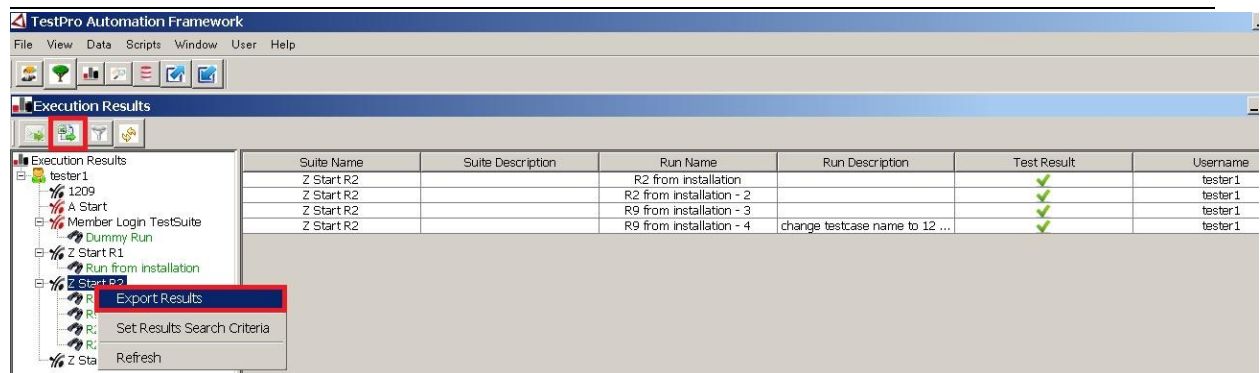 TestPro Automation Framework
File View Data Scripts Window User Help
Execution Results
Execution Results
tester1
1209
A Start
Member Login TestSuite
Dummy Run
Z Start R1
Run from installation
Z Start R2
R
R
R2
R2
Z Sta
Export Results
Set Results Search Criteria
Refresh
Suite Name Suite Description Run Name Run Description Test Result Username
Z Start R2 R2 from installation tester1
Z Start R2 R2 from installation - 2 tester1
Z Start R2 R9 from installation - 3 tester1
Z Start R2 R9 from installation - 4 change testcase name to 12 ... tester1